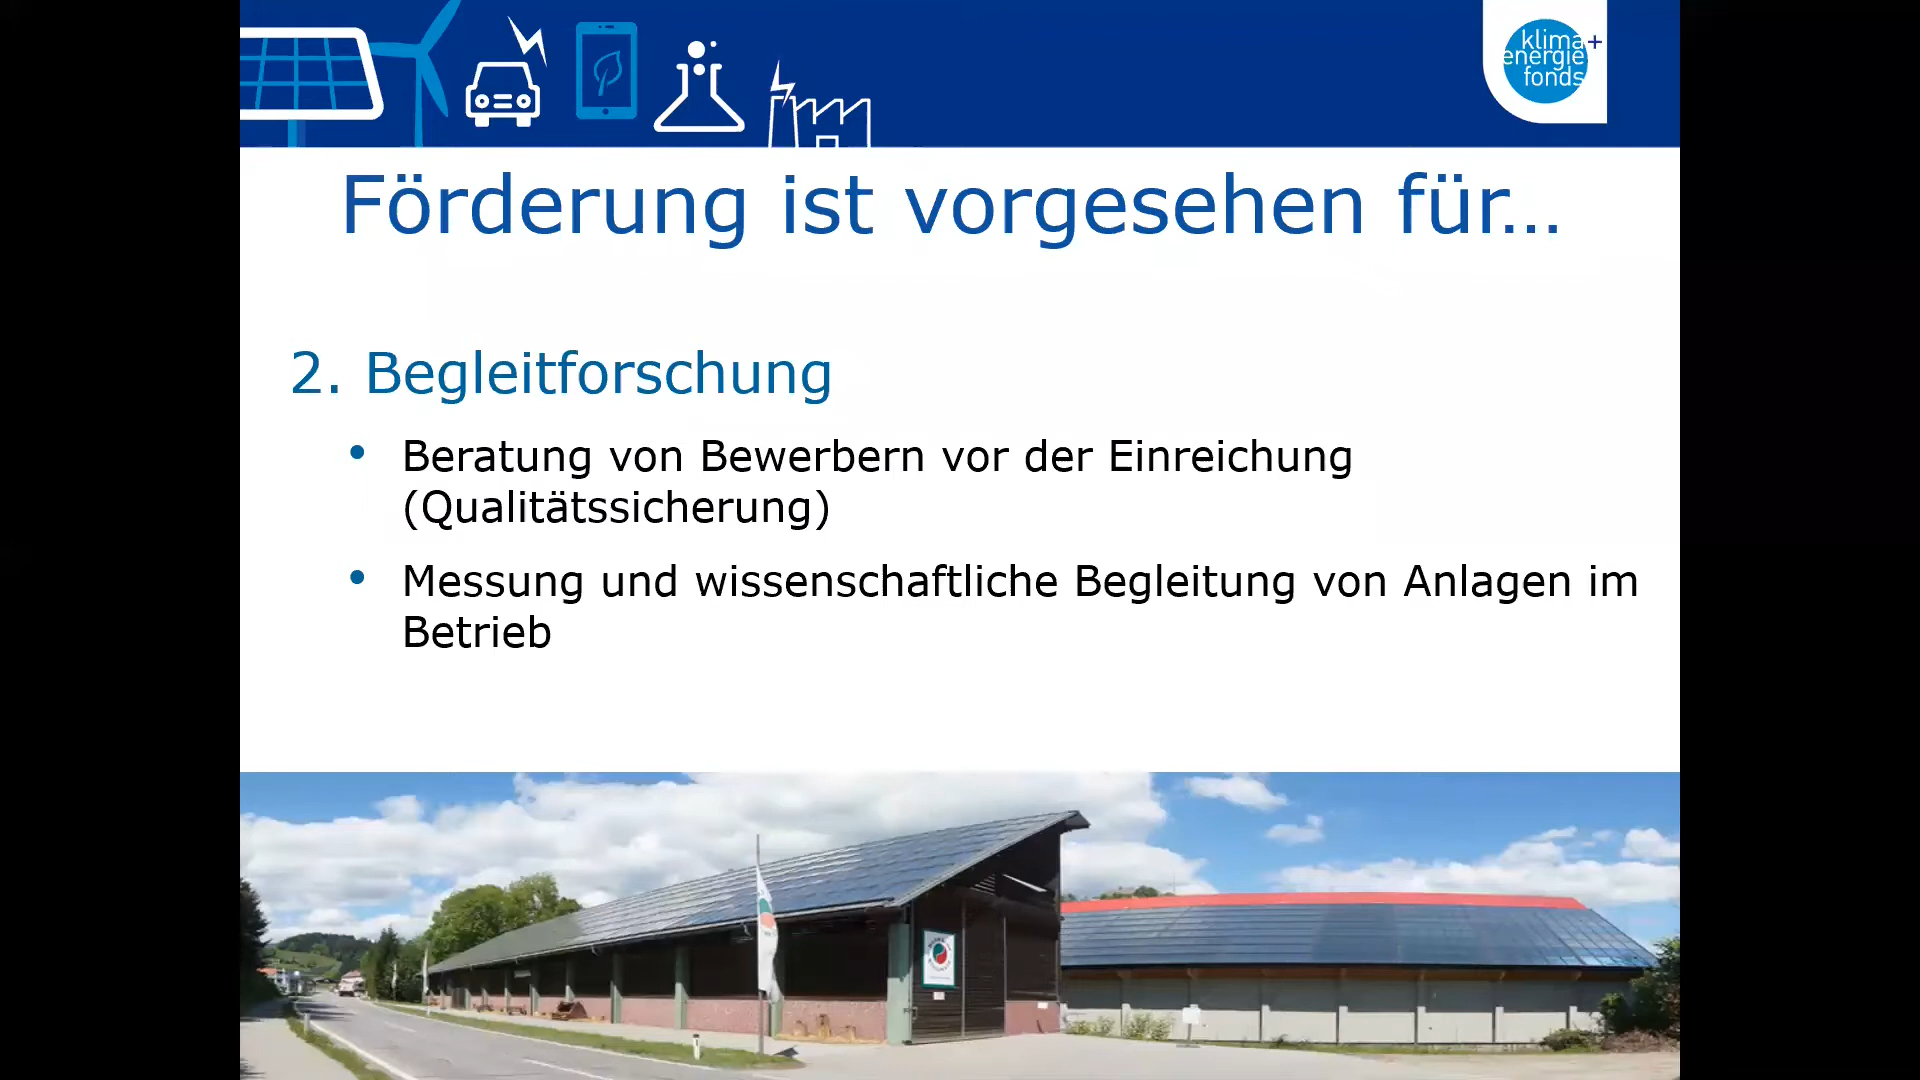 klima+
energie
fonds
Förderung ist vorgesehen für...
2. Begleitforschung
• Beratung von Bewerbern vor der Einreichung
(Qualitätssicherung)
• Messung und wissenschaftliche Begleitung von Anlagen im
Betrieb